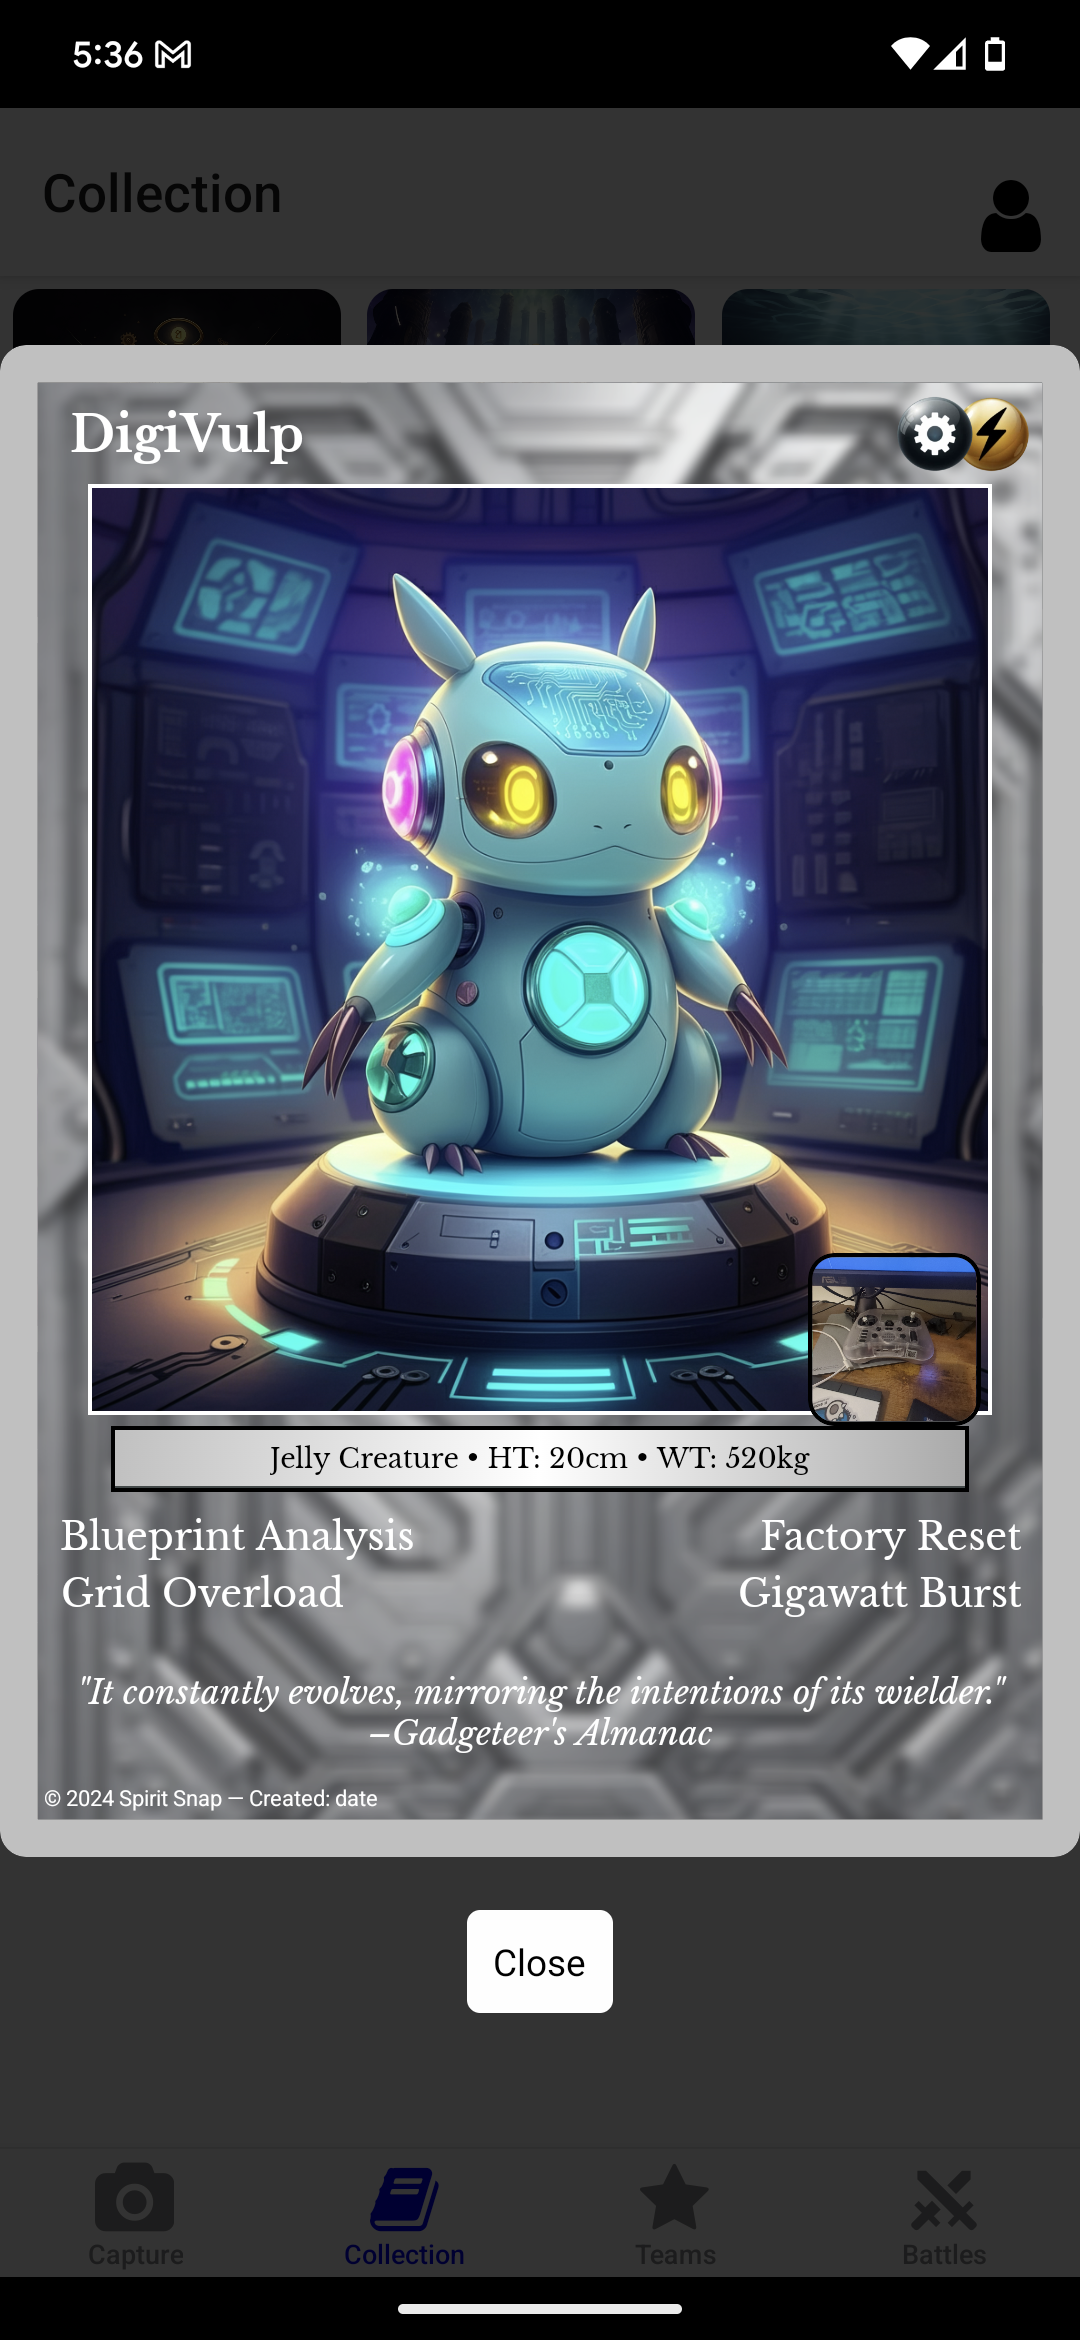 5:36
Collection
DigiVulp
Jelly Creature • HT: 20cm • WT: 520kg
Blueprint Analysis
Factory Reset
Grid Overload
Gigawatt Burst
"It constantly evolves, mirroring the intentions of its wielder."
–Gadgeteer's Almanac
© 2024 Spirit Snap — Created: date
Close
Capture
Collection
Teams
Battles